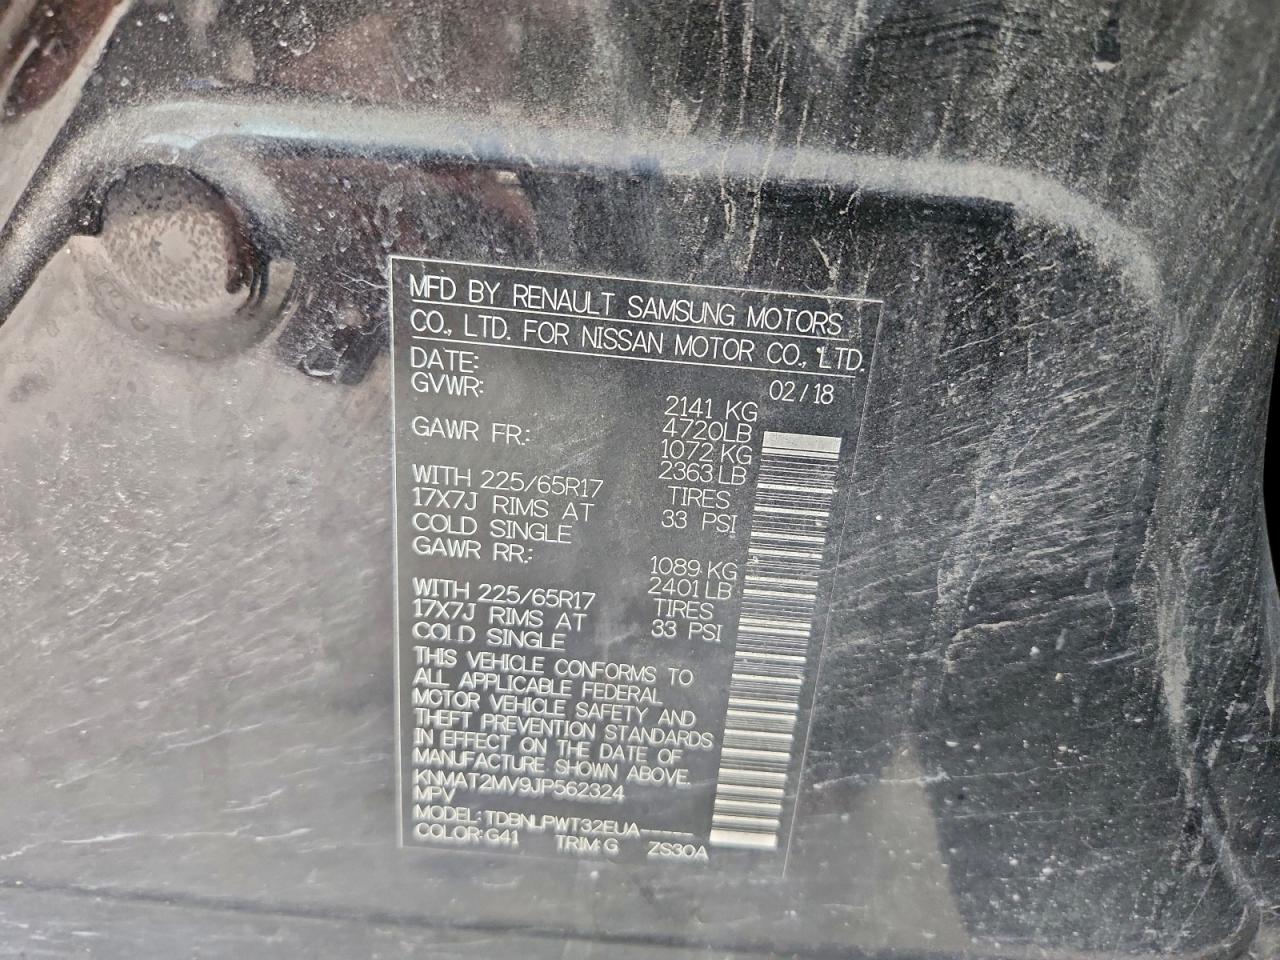 MFD BY RENAULT SAMSUNG MOTORS
CO., LTD. FOR NISSAN MOTOR CO., LTD.
DATE: 02/18
GVWR: 2141 KG
4720LB
GAWR FR: 1072 KG
2363LB
WITH 225/65R17 TIRES
17X7J RIMS AT 33 PSI
COLD SINGLE
GAWR RR: 1089 KG
2401LB
WITH 225/65R17 TIRES
17X7J RIMS AT 33 PSI
COLD SINGLE
THIS VEHICLE CONFORMS TO
ALL APPLICABLE FEDERAL
MOTOR VEHICLE SAFETY AND
THEFT PREVENTION STANDARDS
IN EFFECT ON THE DATE OF
MANUFACTURE SHOWN ABOVE.
KNMAT2MV9JP562324
MPV
MODEL: TDBNLPWT32EUA-----
COLOR: G41 TRIM: G ZS30A